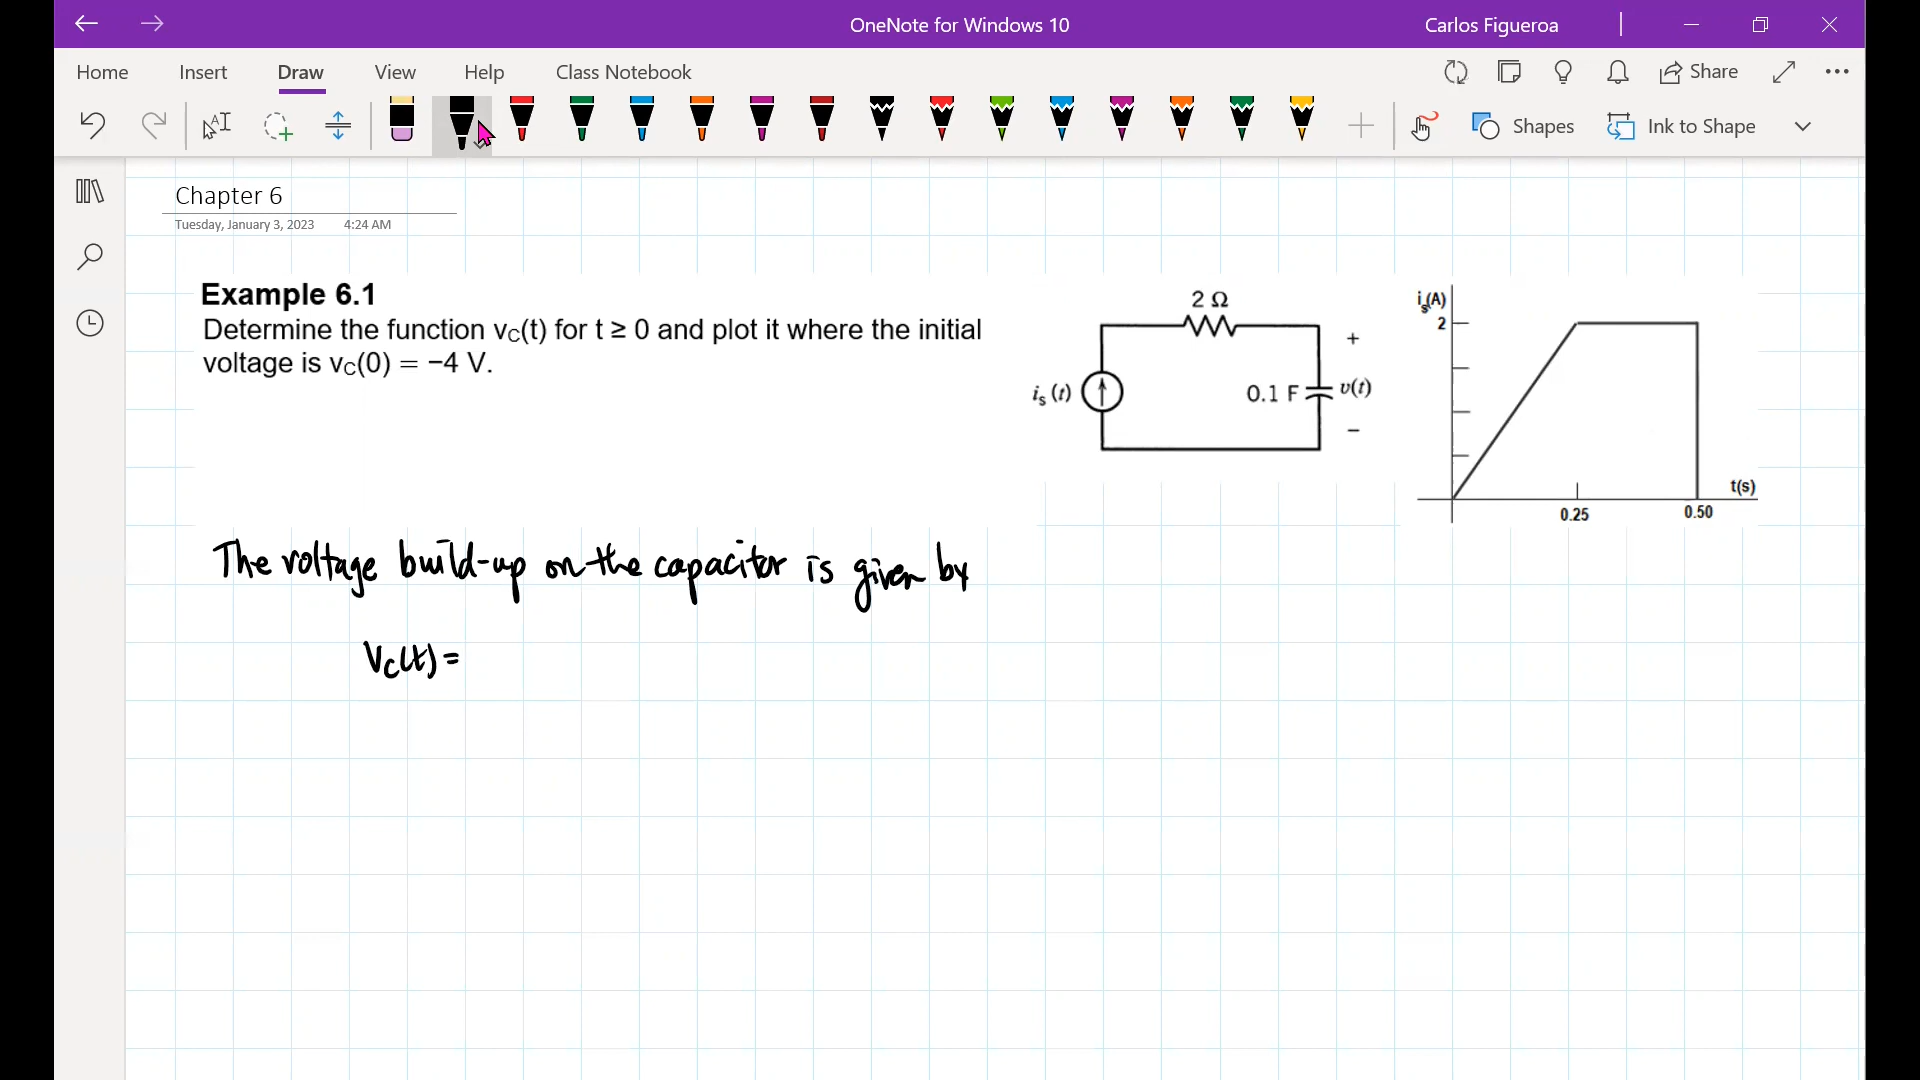 OneNote for Windows 10
Carlos Figueroa
Home Insert Draw View Help Class Notebook
Share
Shapes
Ink to Shape
Chapter 6
Tuesday, January 3, 2023 4:24 AM
Example 6.1
Determine the function vC(t) for t ≥ 0 and plot it where the initial
voltage is vC(0) = −4 V.
2 Ω
+
is (t)
0.1 F
v(t)
−
is(A)
2
t(s)
0.25
0.50
The voltage build-up on the capacitor is given by
Vc(t) =